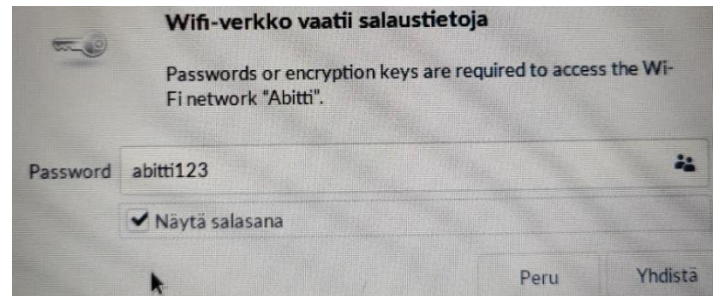 Wifi-verkko vaatii salaustietoja
Passwords or encryption keys are required to access the Wi-
Fi network "Abitti".
Password abitti123
Näytä salasana
Peru Yhdistä